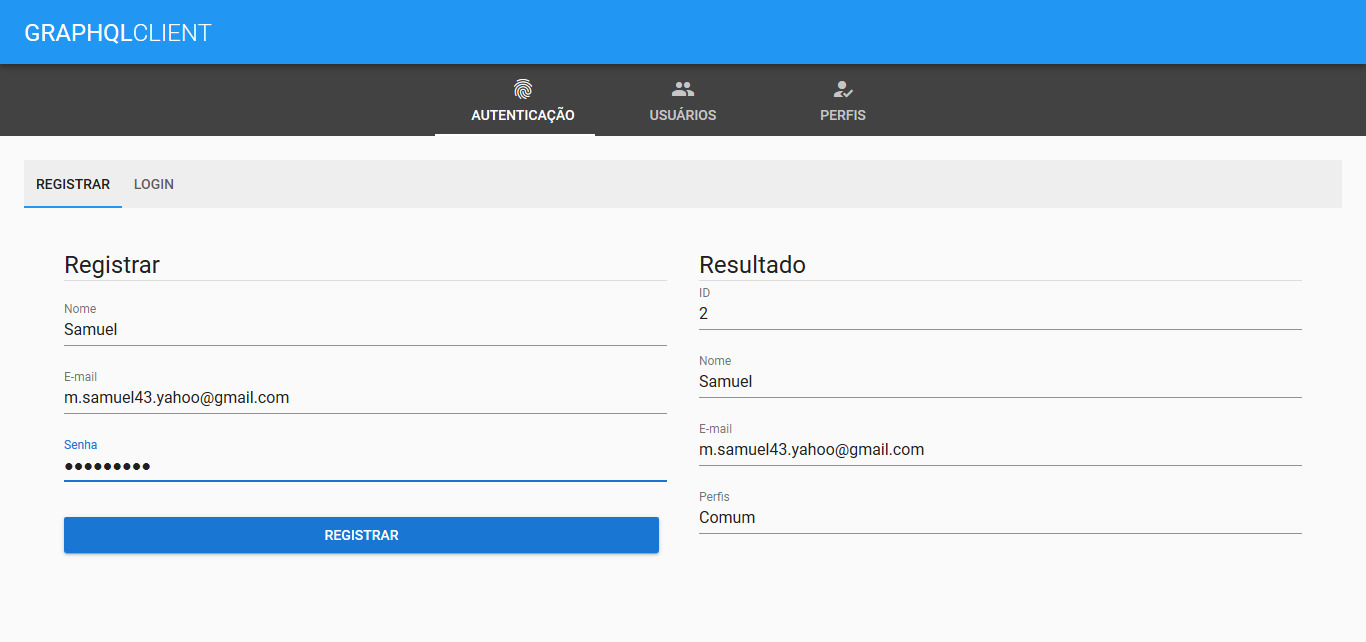 GRAPHQLCLIENT
AUTENTICAÇÃO
USUÁRIOS
PERFIS
REGISTRAR
LOGIN
Registrar
Nome
Samuel
E-mail
m.samuel43.yahoo@gmail.com
Senha
●●●●●●●●●
REGISTRAR
Resultado
ID
2
Nome
Samuel
E-mail
m.samuel43.yahoo@gmail.com
Perfis
Comum